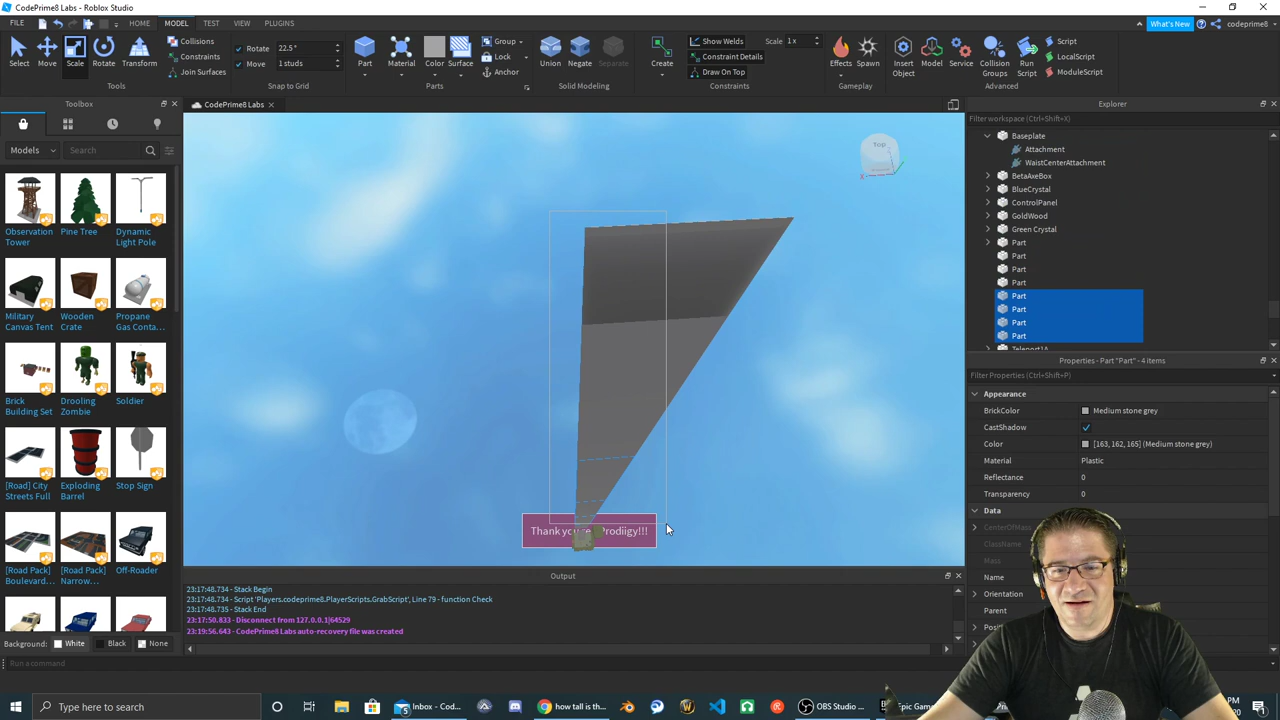 CodePrime8 Labs - Roblox Studio
FILE HOME MODEL TEST VIEW PLUGINS What's New codeprime8
Select Move Scale Rotate Transform
Collisions
Constraints
Join Surfaces
Tools
Rotate 22.5 °
Move 1 studs
Snap to Grid
Part Material Color Surface
Group
Lock
Anchor
Parts
Union Negate Separate
Solid Modeling
Create
Show Welds
Constraint Details
Draw On Top
Scale 1 x
Constraints
Effects Spawn
Gameplay
Insert Object
Model
Service
Collision Groups
Run Script
Script
LocalScript
ModuleScript
Advanced
Toolbox
Models Search
Observation Tower
Pine Tree
Dynamic Light Pole
Military Canvas Tent
Wooden Crate
Propane Gas Conta...
Brick Building Set
Drooling Zombie
Soldier
[Road] City Streets Full
Exploding Barrel
Stop Sign
[Road Pack] Boulevard...
[Road Pack] Narrow...
Off-Roader
Background: White Black None
Run a command
CodePrime8 Labs
Top
X
Thank you
Prodiigy!!!
Output
23:17:48.734 - Stack Begin
23:17:48.734 - Script 'Players.codeprime8.PlayerScripts.GrabScript', Line 79 - function Check
23:17:48.735 - Stack End
23:17:50.833 - Disconnect from 127.0.0.1|64529
23:19:56.643 - CodePrime8 Labs auto-recovery file was created
Explorer
Filter workspace (Ctrl+Shift+X)
Baseplate
Attachment
WaistCenterAttachment
BetaAxeBox
BlueCrystal
ControlPanel
GoldWood
Green Crystal
Part
Part
Part
Part
Part
Part
Part
Part
Teleport1A
Properties - Part "Part" - 4 items
Filter Properties (Ctrl+Shift+P)
Appearance
BrickColor Medium stone grey
CastShadow
Color [163, 162, 165] (Medium stone grey)
Material Plastic
Reflectance 0
Transparency 0
Data
CenterOfMass
ClassName
Mass
Name
Orientation
Parent
Type here to search
Inbox - Cod...
how tall is th...
OBS Studio ...
Epic Game
PM